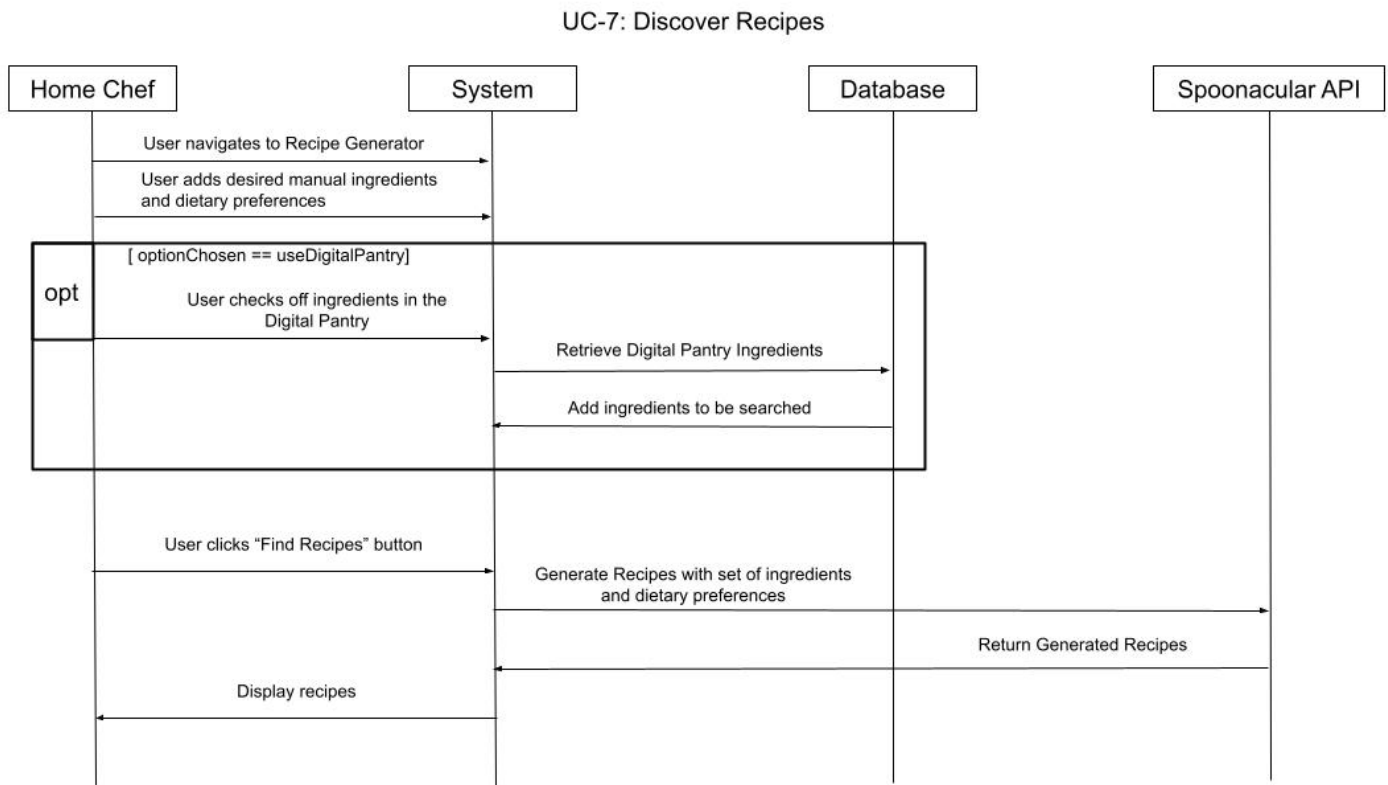 UC-7: Discover Recipes
Home Chef
System
Database
Spoonacular API
User navigates to Recipe Generator
User adds desired manual ingredients
and dietary preferences
[ optionChosen == useDigitalPantry]
opt
User checks off ingredients in the
Digital Pantry
Retrieve Digital Pantry Ingredients
Add ingredients to be searched
User clicks “Find Recipes” button
Generate Recipes with set of ingredients
and dietary preferences
Return Generated Recipes
Display recipes